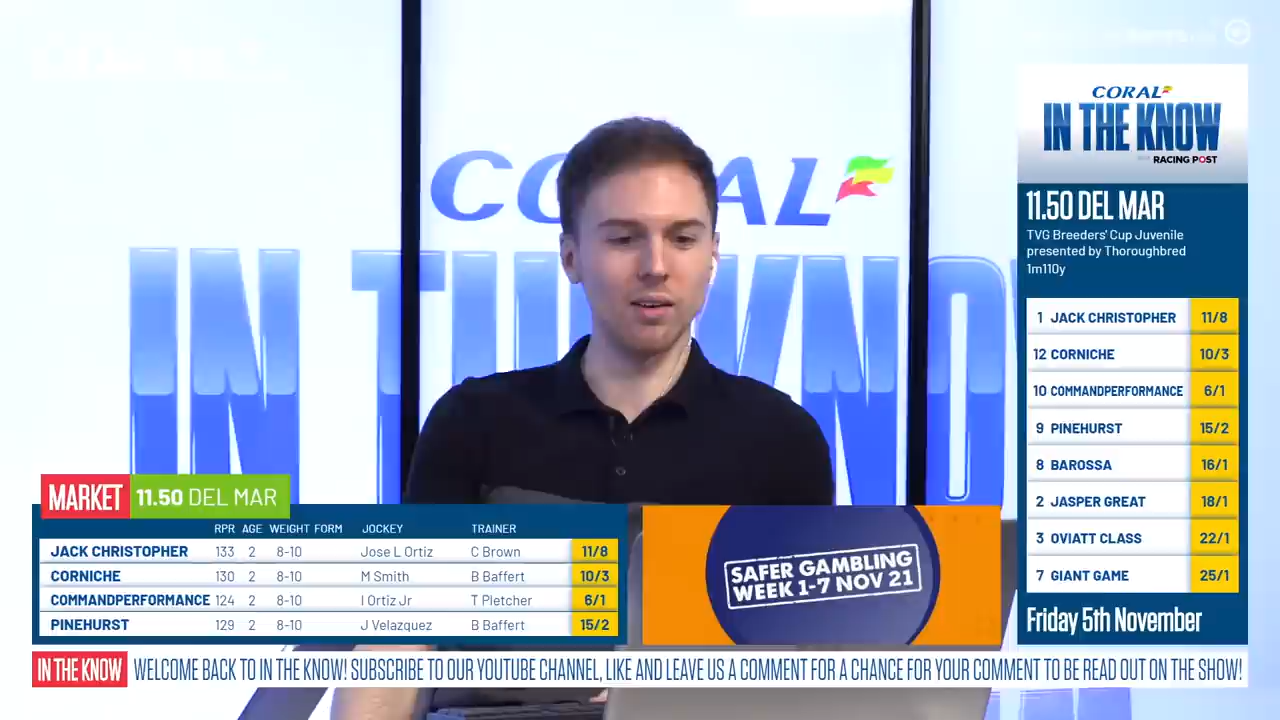 CORAL
IN THE KNOW
CORAL
IN THE KNOW
RACING POST
11.50 DEL MAR
TVG Breeders' Cup Juvenile
presented by Thoroughbred
1m110y
1 JACK CHRISTOPHER 11/8
12 CORNICHE 10/3
10 COMMANDPERFORMANCE 6/1
9 PINEHURST 15/2
8 BAROSSA 16/1
2 JASPER GREAT 18/1
3 OVIATT CLASS 22/1
7 GIANT GAME 25/1
Friday 5th November
MARKET 11.50 DEL MAR
RPR AGE WEIGHT FORM JOCKEY TRAINER
JACK CHRISTOPHER 133 2 8-10 Jose L Ortiz C Brown 11/8
CORNICHE 130 2 8-10 M Smith B Baffert 10/3
COMMANDPERFORMANCE 124 2 8-10 I Ortiz Jr T Pletcher 6/1
PINEHURST 129 2 8-10 J Velazquez B Baffert 15/2
SAFER GAMBLING
WEEK 1-7 NOV 21
IN THE KNOW WELCOME BACK TO IN THE KNOW! SUBSCRIBE TO OUR YOUTUBE CHANNEL, LIKE AND LEAVE US A COMMENT FOR A CHANCE FOR YOUR COMMENT TO BE READ OUT ON THE SHOW!